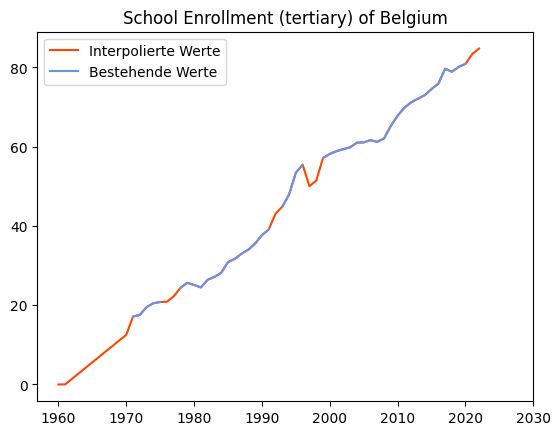 School Enrollment (tertiary) of Belgium
Interpolierte Werte
Bestehende Werte
80
60
40
20
0
1960 1970 1980 1990 2000 2010 2020 2030